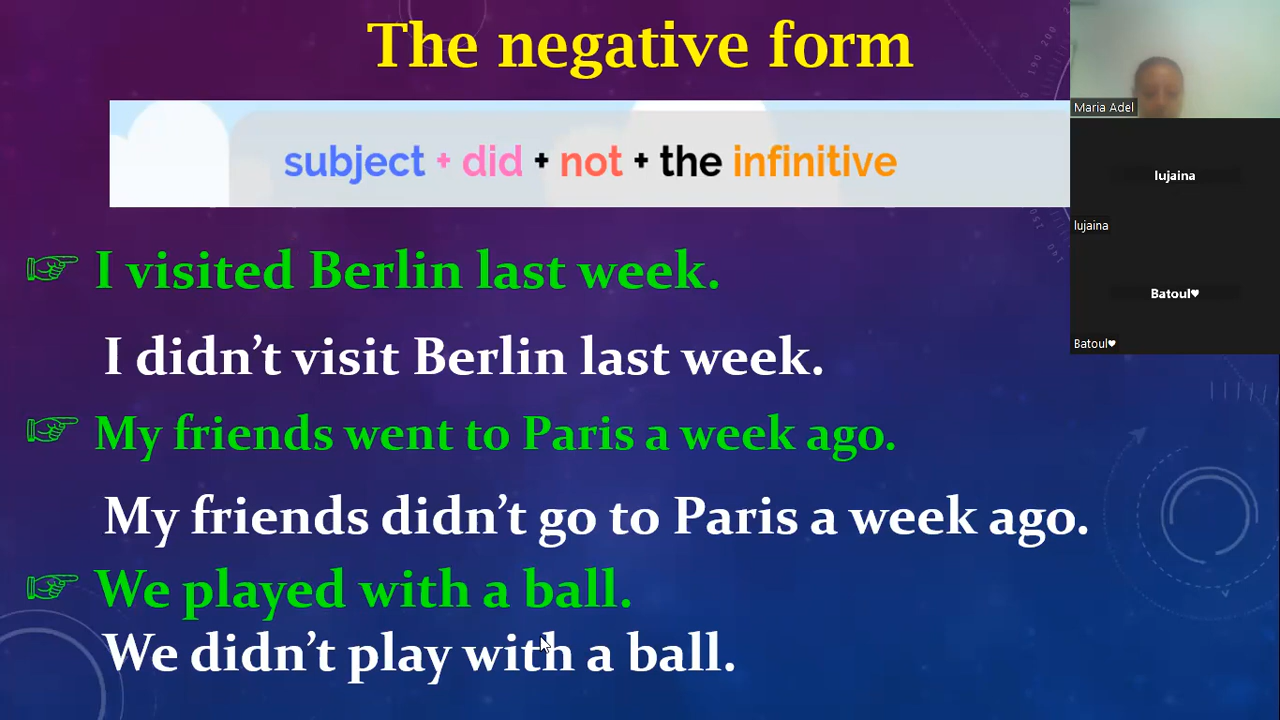 The negative form
subject + did + not + the infinitive
☞ I visited Berlin last week.
I didn’t visit Berlin last week.
☞ My friends went to Paris a week ago.
My friends didn’t go to Paris a week ago.
☞ We played with a ball.
We didn’t play with a ball.
Maria Adel
lujaina
lujaina
Batoul♥
Batoul♥